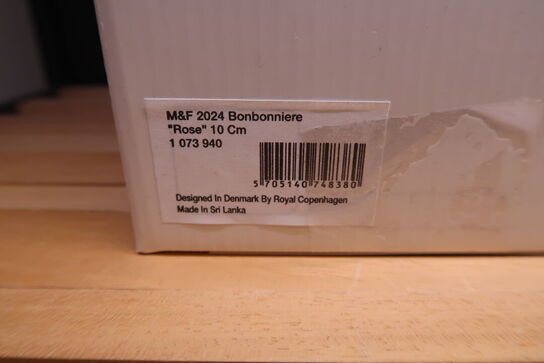 M&F 2024 Bonbonniere
"Rose" 10 Cm
1 073 940
5 705140 748380
Designed In Denmark By Royal Copenhagen
Made In Sri Lanka